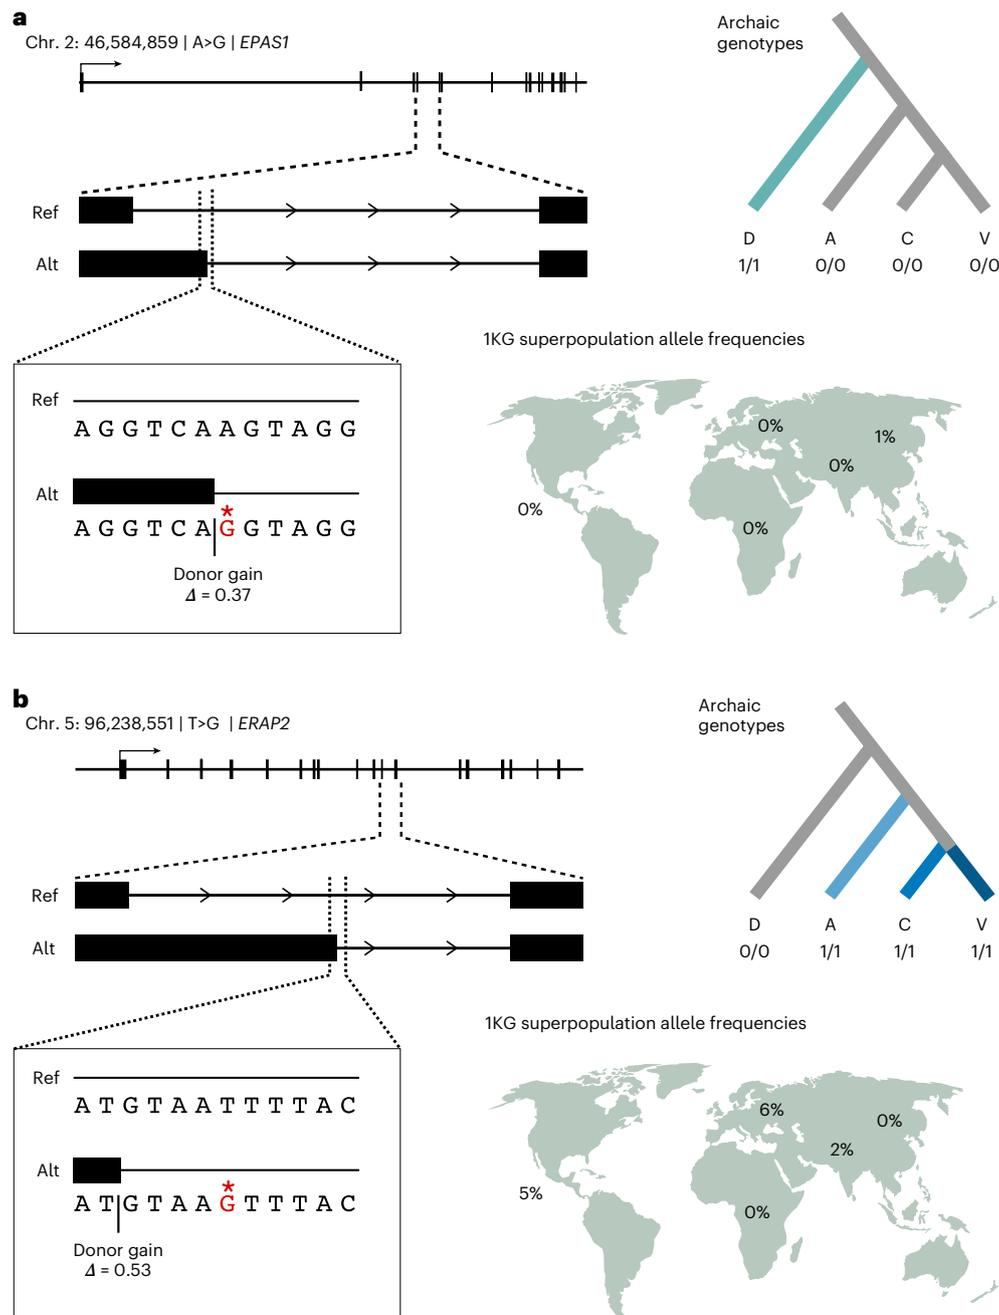 a
Chr. 2: 46,584,859 | A>G | EPAS1
Archaic
genotypes
Ref
Alt
D A C V
1/1 0/0 0/0 0/0
Ref
AGGTCAAGTAGG
Alt
*
AGGTCAGGTAGG
Donor gain
Δ = 0.37
1KG superpopulation allele frequencies
0%
1%
0%
0%
0%
b
Chr. 5: 96,238,551 | T>G | ERAP2
Archaic
genotypes
Ref
Alt
D A C V
0/0 1/1 1/1 1/1
Ref
ATGTAATTTTAC
Alt
*
ATGTAAGTTTAC
Donor gain
Δ = 0.53
1KG superpopulation allele frequencies
6%
0%
2%
5%
0%